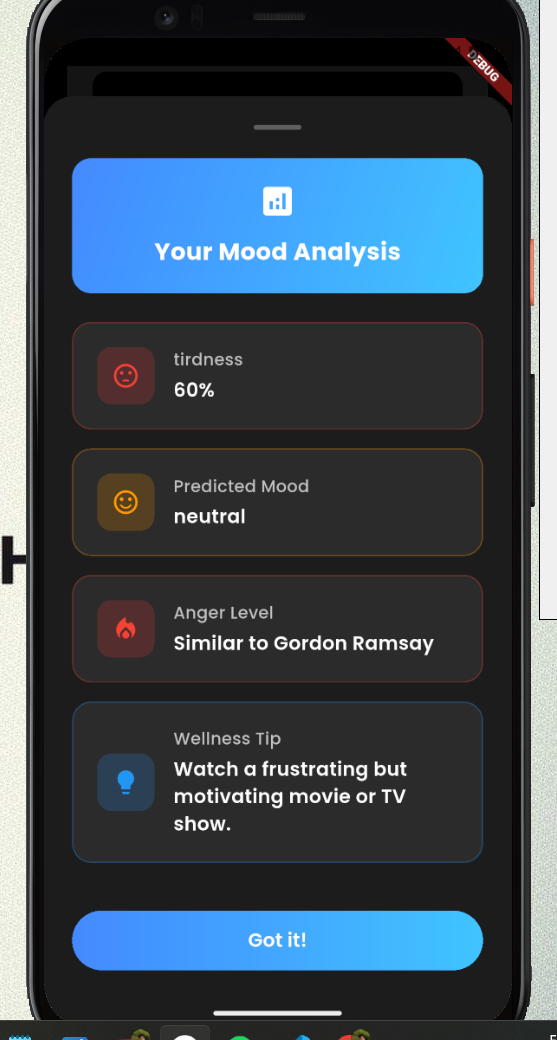 DEBUG
Your Mood Analysis
tirdness
60%
Predicted Mood
neutral
Anger Level
Similar to Gordon Ramsay
Wellness Tip
Watch a frustrating but
motivating movie or TV
show.
Got it!